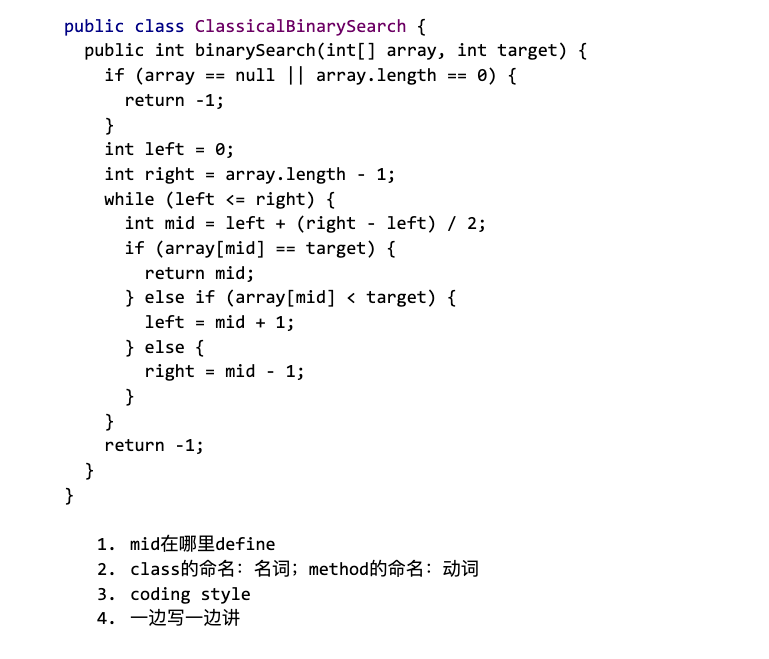 public class ClassicalBinarySearch {
  public int binarySearch(int[] array, int target) {
    if (array == null || array.length == 0) {
      return -1;
    }
    int left = 0;
    int right = array.length - 1;
    while (left <= right) {
      int mid = left + (right - left) / 2;
      if (array[mid] == target) {
        return mid;
      } else if (array[mid] < target) {
        left = mid + 1;
      } else {
        right = mid - 1;
      }
    }
    return -1;
  }
}
1. mid在哪里define
2. class的命名：名词；method的命名：动词
3. coding style
4. 一边写一边讲